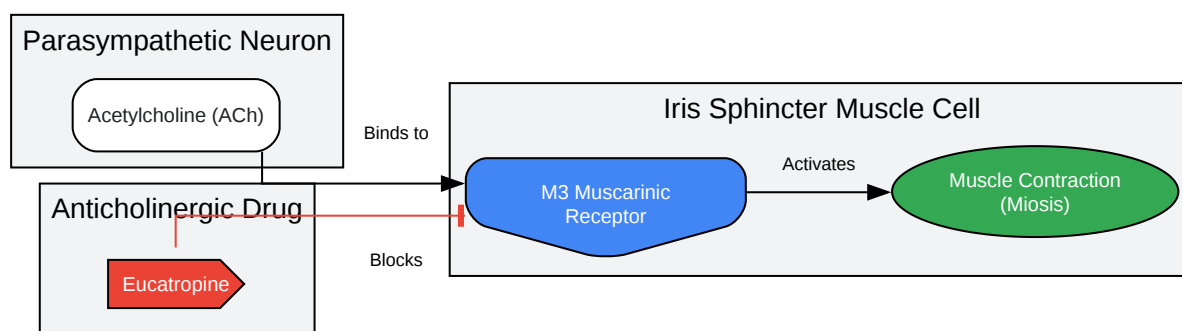 Parasympathetic Neuron
Acetylcholine (ACh)
Binds to
Iris Sphincter Muscle Cell
Activates
M3 Muscarinic
Receptor
Muscle Contraction
(Miosis)
Anticholinergic Drug
Blocks
Eucatropine